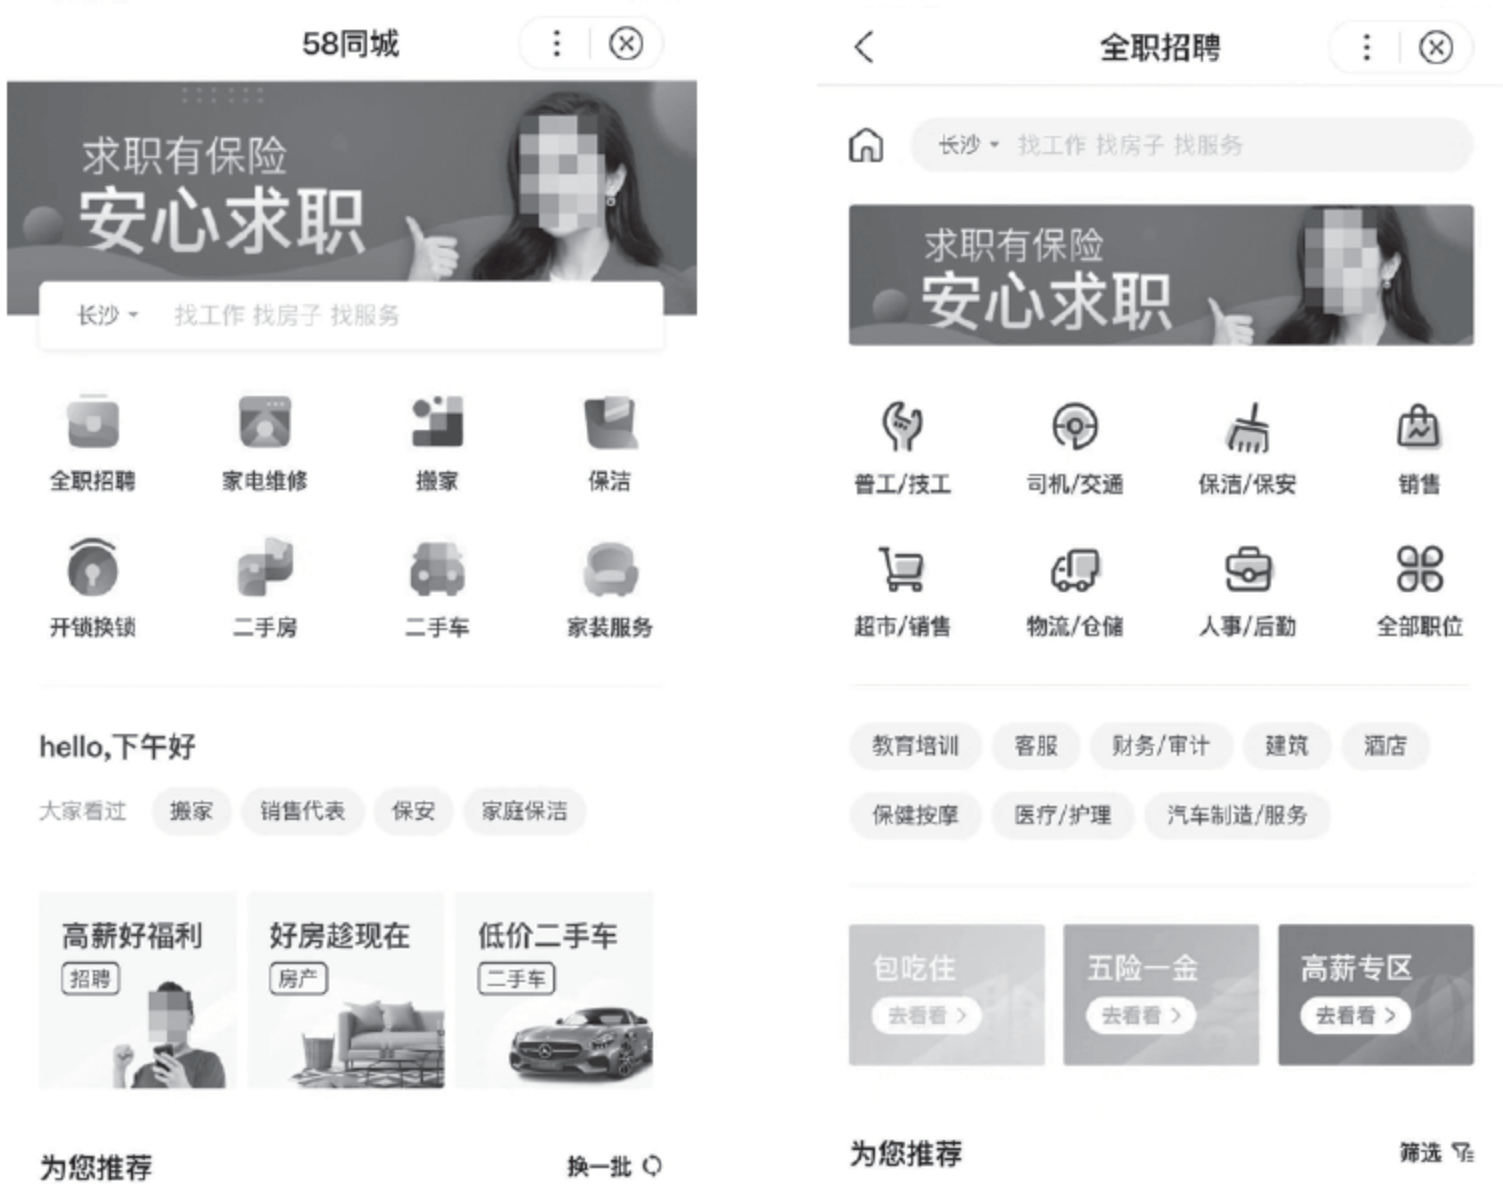 58同城
求职有保险
安心求职
长沙 找工作 找房子 找服务
全职招聘 家电维修 搬家 保洁
开锁换锁 二手房 二手车 家装服务
hello,下午好
大家看过 搬家 销售代表 保安 家庭保洁
高薪好福利 好房趁现在 低价二手车
招聘 房产 二手车
为您推荐 换一批
全职招聘
长沙 找工作 找房子 找服务
求职有保险
安心求职
普工/技工 司机/交通 保洁/保安 销售
超市/销售 物流/仓储 人事/后勤 全部职位
教育培训 客服 财务/审计 建筑 酒店
保健按摩 医疗/护理 汽车制造/服务
包吃住 五险一金 高薪专区
去看看 > 去看看 > 去看看 >
为您推荐 筛选